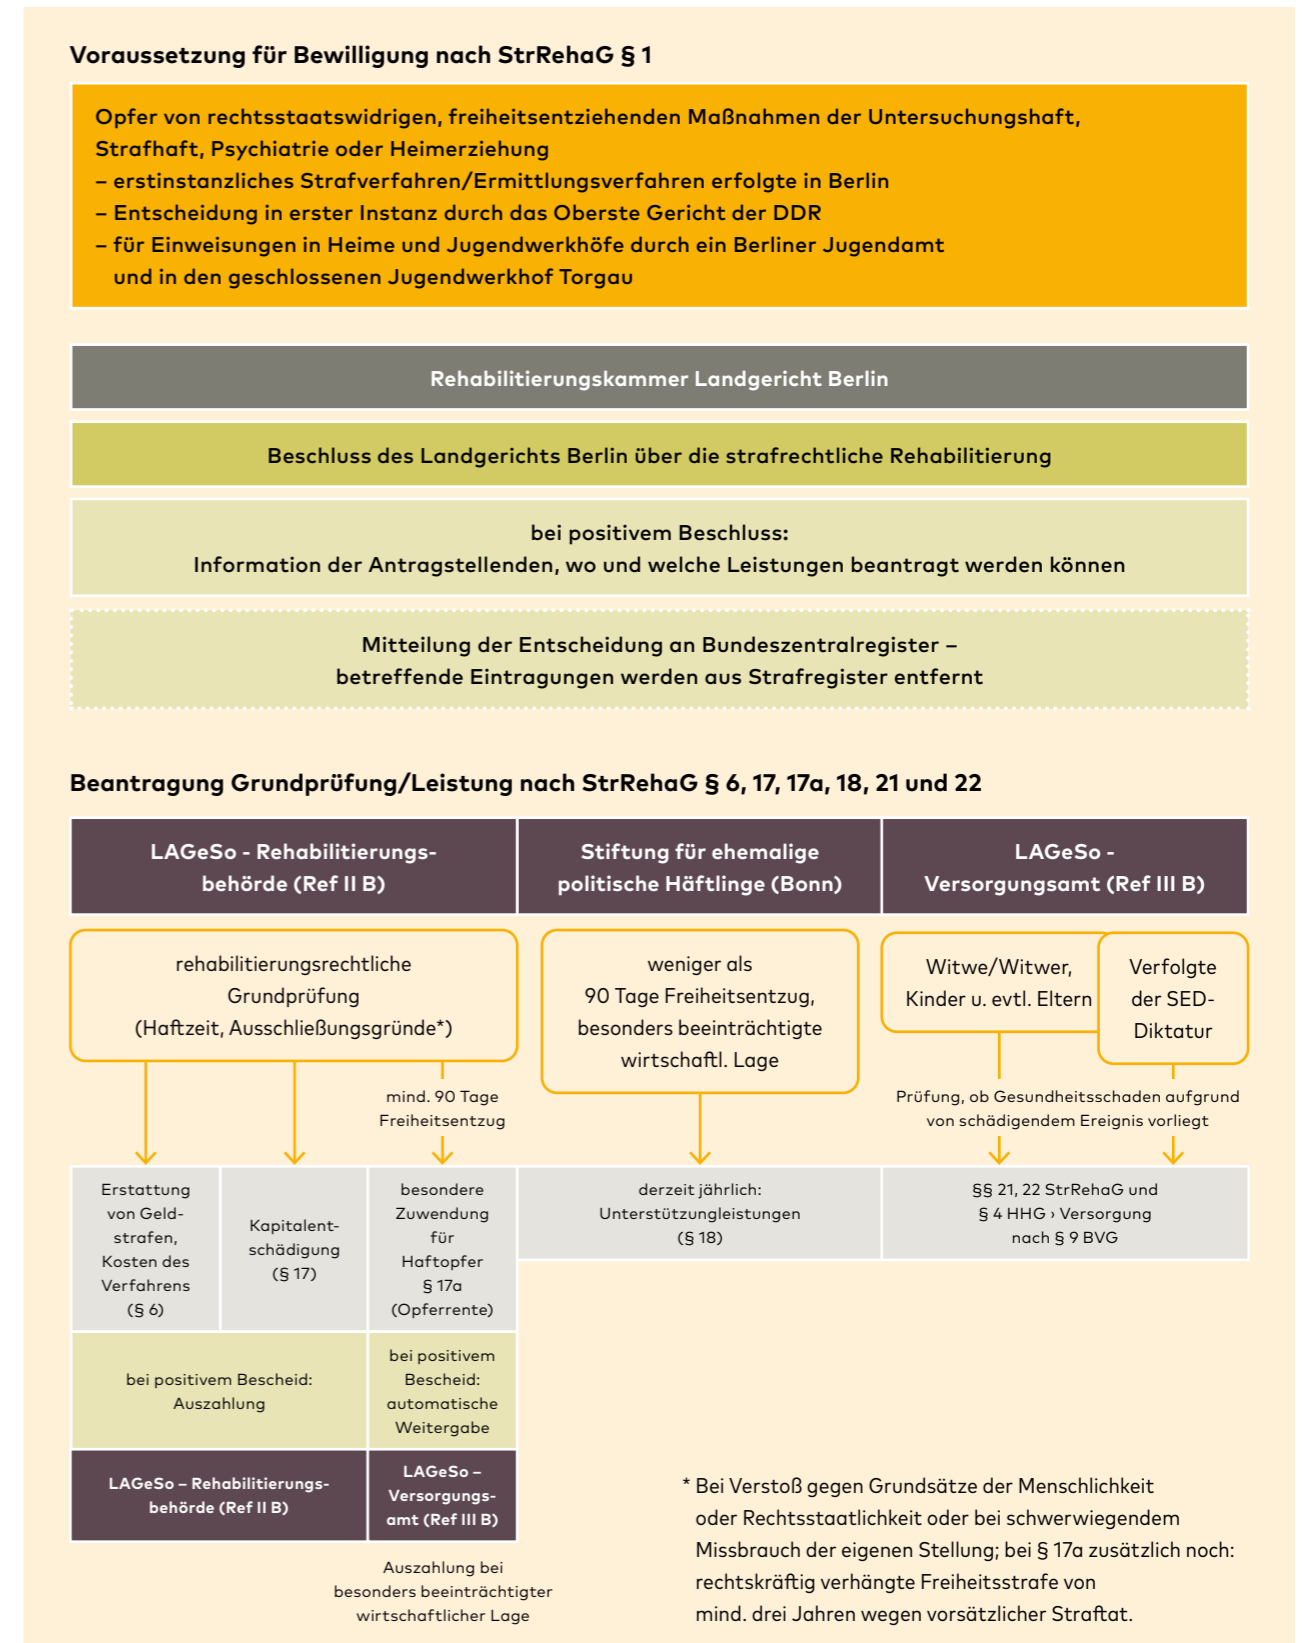 Voraussetzung für Bewilligung nach StrRehaG § 1
Opfer von rechtsstaatswidrigen, freiheitsentziehenden Maßnahmen der Untersuchungshaft,
Strafhaft, Psychiatrie oder Heimerziehung
– erstinstanzliches Strafverfahren/Ermittlungsverfahren erfolgte in Berlin
– Entscheidung in erster Instanz durch das Oberste Gericht der DDR
– für Einweisungen in Heime und Jugendwerkhöfe durch ein Berliner Jugendamt
und in den geschlossenen Jugendwerkhof Torgau
Rehabilitierungskammer Landgericht Berlin
Beschluss des Landgerichts Berlin über die strafrechtliche Rehabilitierung
bei positivem Beschluss:
Information der Antragstellenden, wo und welche Leistungen beantragt werden können
Mitteilung der Entscheidung an Bundeszentralregister –
betreffende Eintragungen werden aus Strafregister entfernt
Beantragung Grundprüfung/Leistung nach StrRehaG § 6, 17, 17a, 18, 21 und 22
LAGeSo - Rehabilitierungs-
behörde (Ref II B)
Stiftung für ehemalige
politische Häftlinge (Bonn)
LAGeSo -
Versorgungsamt (Ref III B)
rehabilitierungsrechtliche
Grundprüfung
(Haftzeit, Ausschließungsgründe*)
weniger als
90 Tage Freiheitsentzug,
besonders beeinträchtigte
wirtschaftl. Lage
Witwe/Witwer,
Kinder u. evtl. Eltern
Verfolgte
der SED-
Diktatur
mind. 90 Tage
Freiheitsentzug
Prüfung, ob Gesundheitsschaden aufgrund
von schädigendem Ereignis vorliegt
Erstattung
von Geld-
strafen,
Kosten des
Verfahrens
(§ 6)
Kapitalent-
schädigung
(§ 17)
besondere
Zuwendung
für
Haftopfer
§ 17a
(Opferrente)
derzeit jährlich:
Unterstützungleistungen
(§ 18)
§§ 21, 22 StrRehaG und
§ 4 HHG › Versorgung
nach § 9 BVG
bei positivem Bescheid:
Auszahlung
bei positivem
Bescheid:
automatische
Weitergabe
LAGeSo – Rehabilitierungs-
behörde (Ref II B)
LAGeSo –
Versorgungs-
amt (Ref III B)
Auszahlung bei
besonders beeinträchtigter
wirtschaftlicher Lage
* Bei Verstoß gegen Grundsätze der Menschlichkeit
oder Rechtsstaatlichkeit oder bei schwerwiegendem
Missbrauch der eigenen Stellung; bei § 17a zusätzlich noch:
rechtskräftig verhängte Freiheitsstrafe von
mind. drei Jahren wegen vorsätzlicher Straftat.